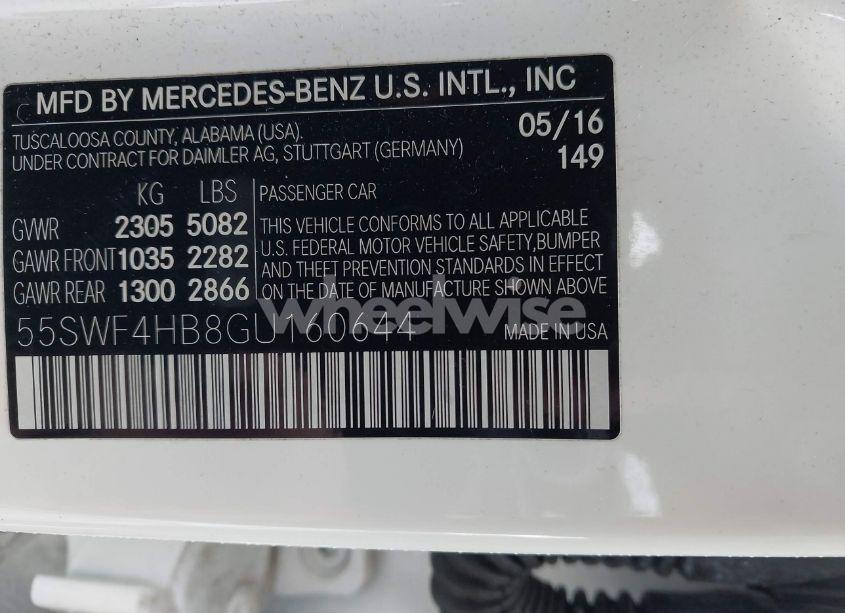 MFD BY MERCEDES-BENZ U.S. INTL., INC
TUSCALOOSA COUNTY, ALABAMA (USA). 05/16
UNDER CONTRACT FOR DAIMLER AG, STUTTGART (GERMANY) 149
KG LBS PASSENGER CAR
GVWR 2305 5082 THIS VEHICLE CONFORMS TO ALL APPLICABLE
GAWR FRONT 1035 2282 U.S. FEDERAL MOTOR VEHICLE SAFETY,BUMPER
AND THEFT PREVENTION STANDARDS IN EFFECT
GAWR REAR 1300 2866 ON THE DATE OF MANUFACTURE SHOWN ABOVE
wheelwise
55SWF4HB8GU160644 MADE IN USA